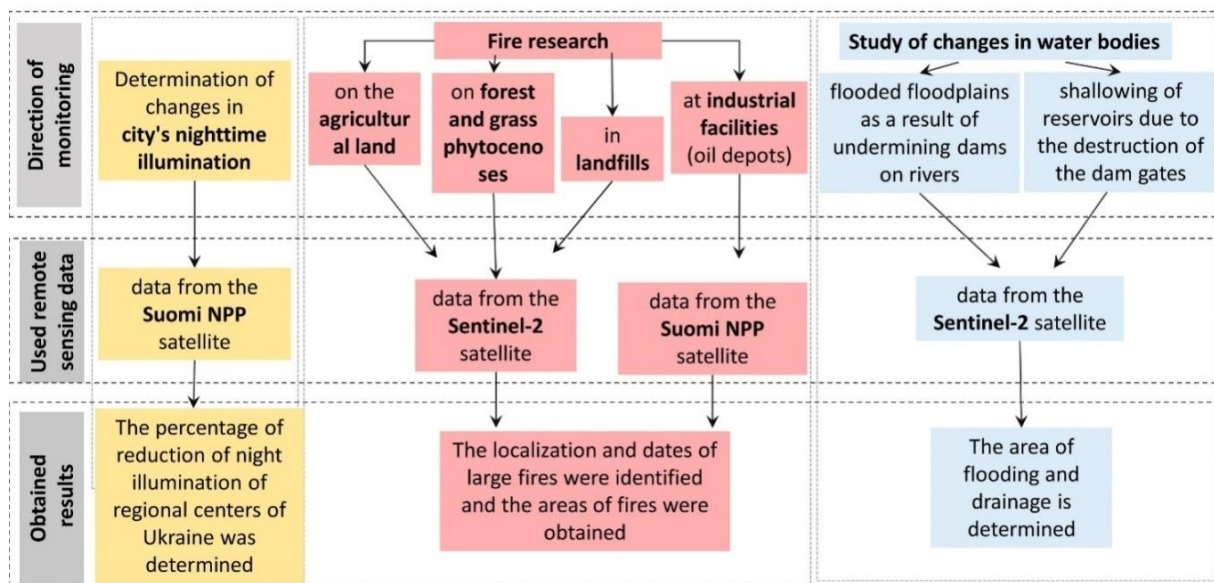 Direction of
monitoring
Determination of
changes in
city's nighttime
illumination
Fire research
on the
agricultur
al land
on forest
and grass
phytoceno
ses
in
landfills
at industrial
facilities
(oil depots)
Study of changes in water bodies
flooded floodplains
as a result of
undermining dams
on rivers
shallowing of
reservoirs due to
the destruction of
the dam gates
Used remote
sensing data
data from the
Suomi NPP
satellite
data from the
Sentinel-2
satellite
data from the
Suomi NPP
satellite
data from the
Sentinel-2 satellite
Obtained
results
The percentage of
reduction of night
illumination of
regional centers of
Ukraine was
determined
The localization and dates of
large fires were identified
and the areas of fires were
obtained
The area of
flooding and
drainage is
determined